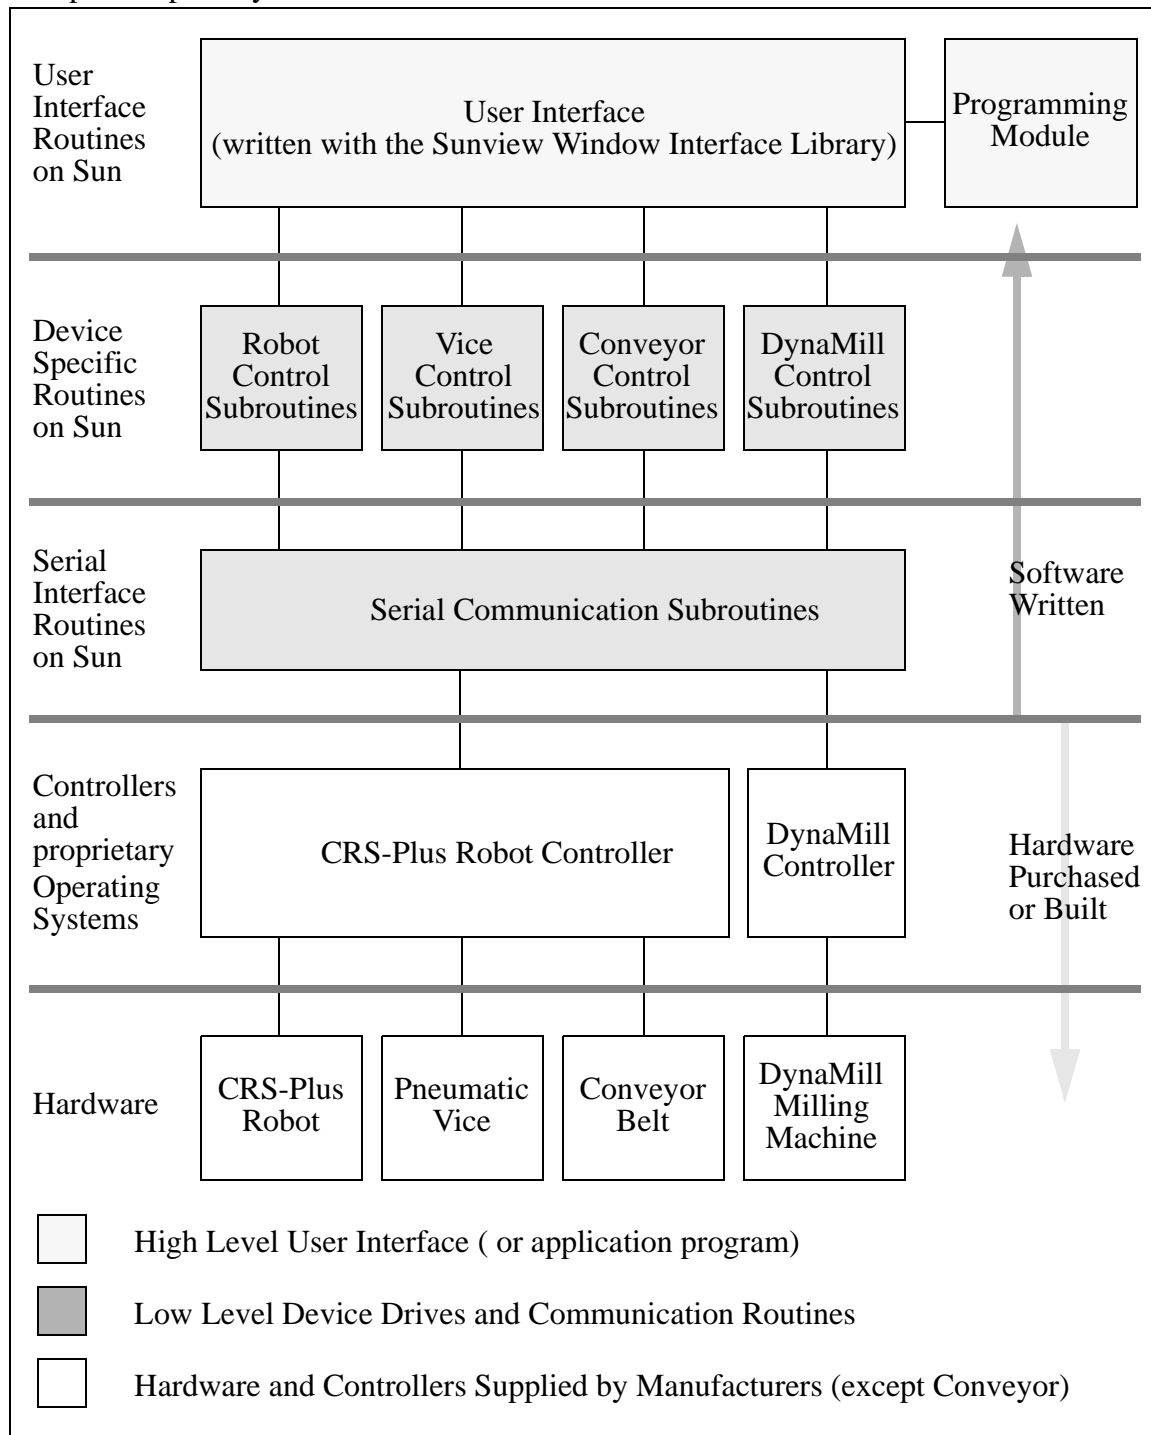 User
Interface
Routines
on Sun
User Interface
(written with the Sunview Window Interface Library)
Programming
Module
Device
Specific
Routines
on Sun
Robot
Control
Subroutines
Vice
Control
Subroutines
Conveyor
Control
Subroutines
DynaMill
Control
Subroutines
Serial
Interface
Routines
on Sun
Serial Communication Subroutines
Software
Written
Controllers
and
proprietary
Operating
Systems
CRS-Plus Robot Controller
DynaMill
Controller
Hardware
Purchased
or Built
Hardware
CRS-Plus
Robot
Pneumatic
Vice
Conveyor
Belt
DynaMill
Milling
Machine
High Level User Interface ( or application program)
Low Level Device Drives and Communication Routines
Hardware and Controllers Supplied by Manufacturers (except Conveyor)